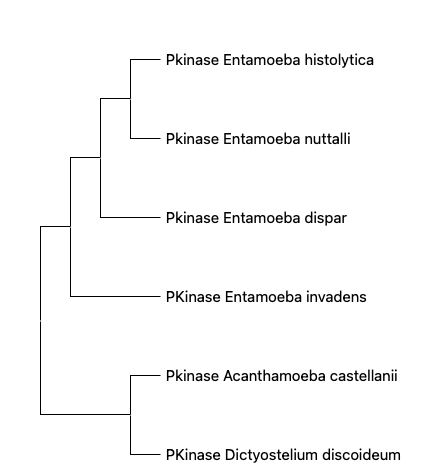 Pkinase Entamoeba histolytica
Pkinase Entamoeba nuttalli
Pkinase Entamoeba dispar
PKinase Entamoeba invadens
Pkinase Acanthamoeba castellanii
PKinase Dictyostelium discoideum